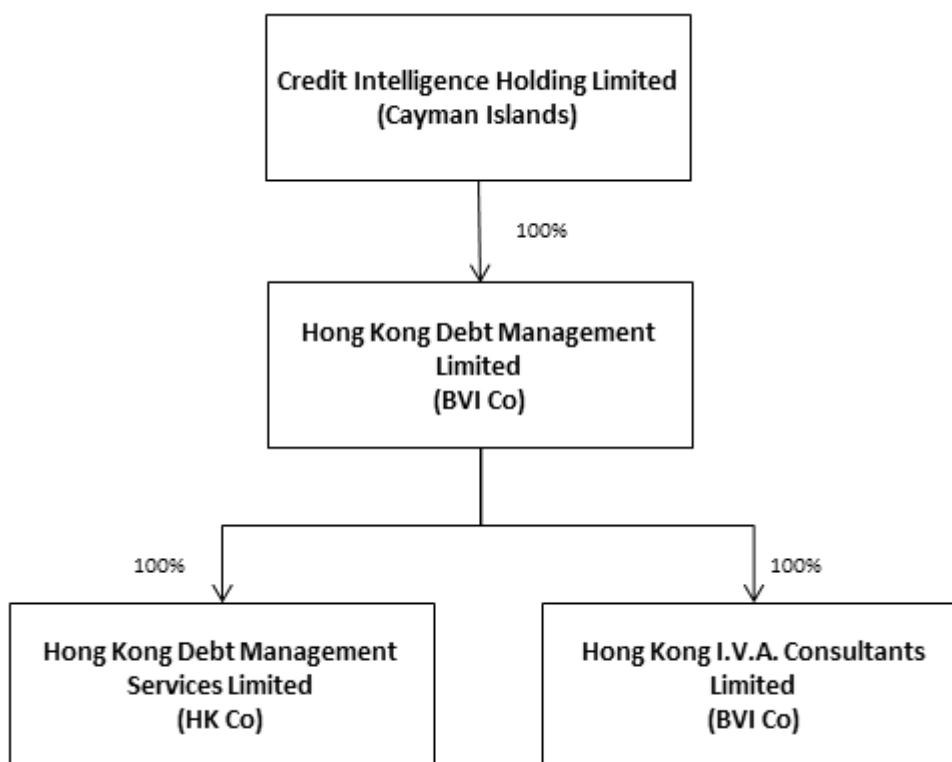 Credit Intelligence Holding Limited
(Cayman Islands)
100%
Hong Kong Debt Management
Limited
(BVI Co)
100%
100%
Hong Kong Debt Management
Services Limited
(HK Co)
Hong Kong I.V.A. Consultants
Limited
(BVI Co)